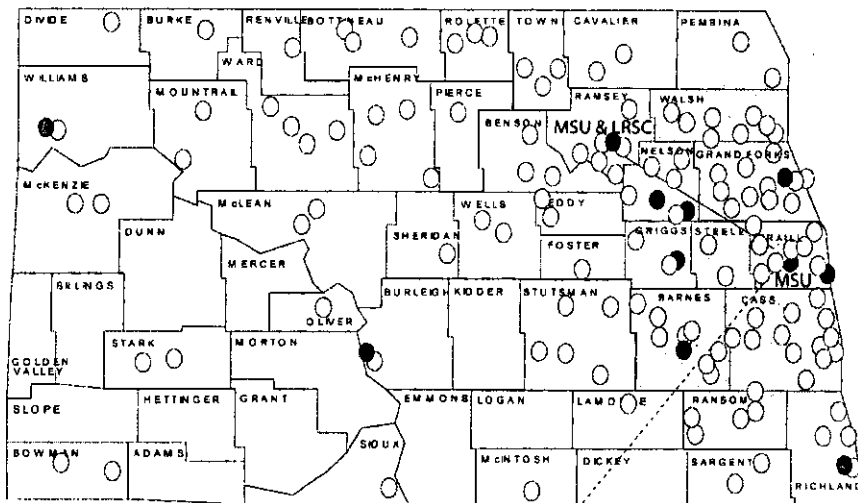 DIVIDE
BURKE
RENVILLE
BOTTINEAU
ROLETTE
TOWN
CAVALIER
PEMBINA
WARD
WILLIAMS
MOUNTRAIL
McHENRY
PIERCE
RAMSEY
WALSH
BENSON
MSU & LRSC
NELSON
GRAND FORKS
McKENZIE
McLEAN
WELLS
EDDY
DUNN
SHERIDAN
GRIGGS
STEELE
TRAILL
FOSTER
MERCER
MSU
BILLINGS
BURLEIGH
KIDDER
STUTSMAN
BARNES
CASS
OLIVER
STARK
MORTON
GOLDEN
VALLEY
HETTINGER
GRANT
EMMONS
LOGAN
LAMOURE
RANSOM
SLOPE
SIOUX
BOWMAN
ADAMS
McINTOSH
DICKEY
SARGENT
RICHLAND